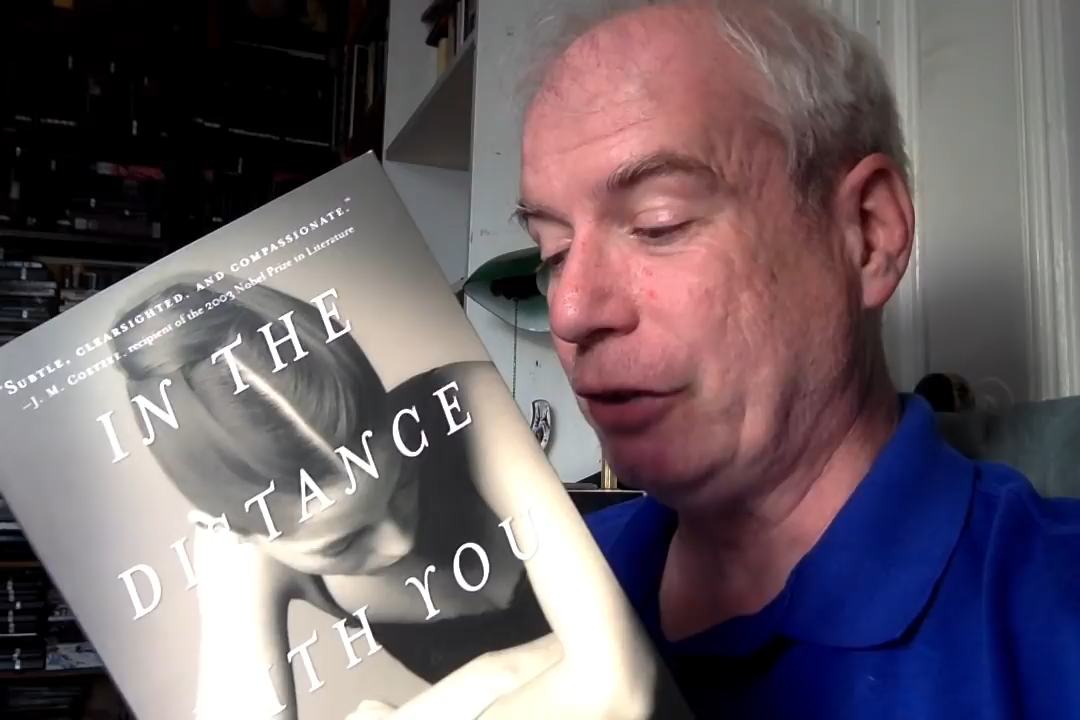 "SUBTLE, CLEARSIGHTED, AND COMPASSIONATE."
—J. M. COETZEE, recipient of the 2003 Nobel Prize in Literature
IN THE
DISTANCE
WITH YOU